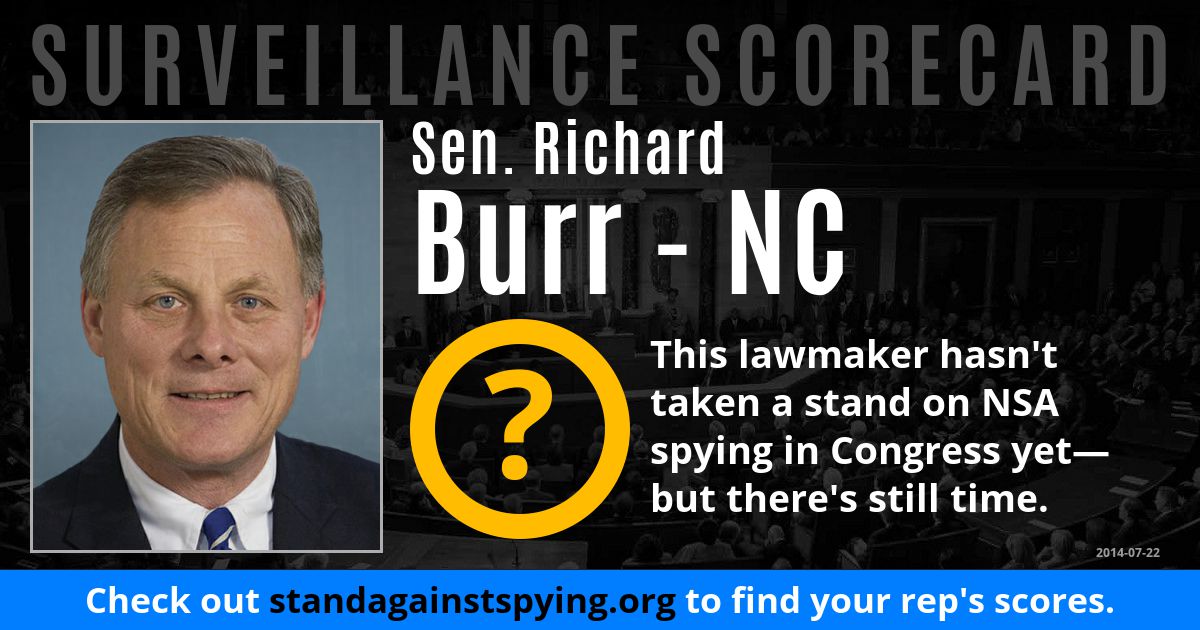 SURVEILLANCE SCORECARD
Sen. Richard
Burr - NC
?
This lawmaker hasn't
taken a stand on NSA
spying in Congress yet—
but there's still time.
2014-07-22
Check out standagainstspying.org to find your rep's scores.